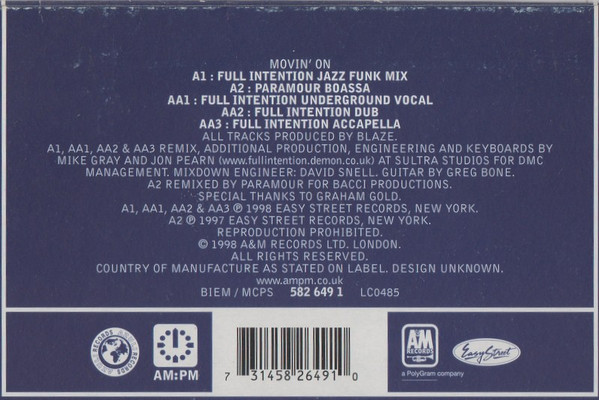 MOVIN' ON
A1 : FULL INTENTION JAZZ FUNK MIX
A2 : PARAMOUR BOASSA
AA1 : FULL INTENTION UNDERGROUND VOCAL
AA2 : FULL INTENTION DUB
AA3 : FULL INTENTION ACCAPELLA
ALL TRACKS PRODUCED BY BLAZE.
A1, AA1, AA2 & AA3 REMIX, ADDITIONAL PRODUCTION, ENGINEERING AND KEYBOARDS BY
MIKE GRAY AND JON PEARN (www.fullintention.demon.co.uk) AT SULTRA STUDIOS FOR DMC
MANAGEMENT. MIXDOWN ENGINEER: DAVID SNELL. GUITAR BY GREG BONE.
A2 REMIXED BY PARAMOUR FOR BACCI PRODUCTIONS.
SPECIAL THANKS TO GRAHAM GOLD.
A1, AA1, AA2 & AA3 ℗ 1998 EASY STREET RECORDS, NEW YORK.
A2 ℗ 1997 EASY STREET RECORDS, NEW YORK.
REPRODUCTION PROHIBITED.
© 1998 A&M RECORDS LTD. LONDON.
ALL RIGHTS RESERVED.
COUNTRY OF MANUFACTURE AS STATED ON LABEL. DESIGN UNKNOWN.
www.ampm.co.uk
BIEM / MCPS 582 649 1 LC0485
RECORDS
RECORDS
AM:PM
7 31458 26491 0
A&M
RECORDS
a PolyGram company
EasyStreet